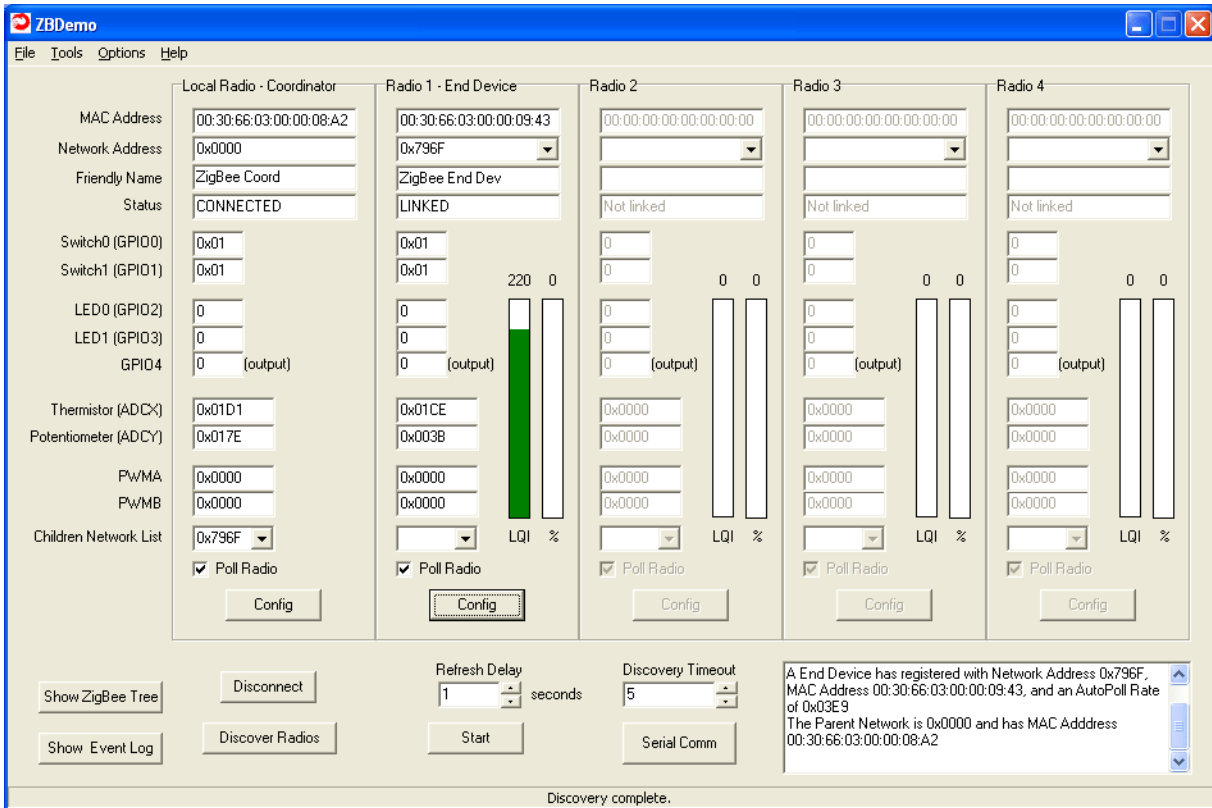 ZBDemo
File Tools Options Help
Local Radio - Coordinator Radio 1 - End Device Radio 2 Radio 3 Radio 4
MAC Address 00:30:66:03:00:00:08:A2 00:30:66:03:00:00:09:43 00:00:00:00:00:00:00:00 00:00:00:00:00:00:00:00 00:00:00:00:00:00:00:00
Network Address 0x0000 0x796F
Friendly Name ZigBee Coord ZigBee End Dev
Status CONNECTED LINKED Not linked Not linked Not linked
Switch0 (GPIO0) 0x01 0x01 0 0 0
Switch1 (GPIO1) 0x01 0x01 220 0 0 0 0 0 0 0 0 0 0
LED0 (GPIO2) 0 0 0 0 0
LED1 (GPIO3) 0 0 0 0 0
GPIO4 0 (output) 0 (output) 0 (output) 0 (output) 0 (output)
Thermistor (ADCX) 0x01D1 0x01CE 0x0000 0x0000 0x0000
Potentiometer (ADCY) 0x017E 0x003B 0x0000 0x0000 0x0000
PWMA 0x0000 0x0000 0x0000 0x0000 0x0000
PWMB 0x0000 0x0000 0x0000 0x0000 0x0000
Children Network List 0x796F LQI % LQI % LQI % LQI %
Poll Radio Poll Radio Poll Radio Poll Radio Poll Radio
Config Config Config Config Config
Show ZigBee Tree Disconnect Refresh Delay 1 seconds Discovery Timeout 5
Show Event Log Discover Radios Start Serial Comm
A End Device has registered with Network Address 0x796F,
MAC Address 00:30:66:03:00:00:09:43, and an AutoPoll Rate
of 0x03E9
The Parent Network is 0x0000 and has MAC Adddress
00:30:66:03:00:00:08:A2
Discovery complete.